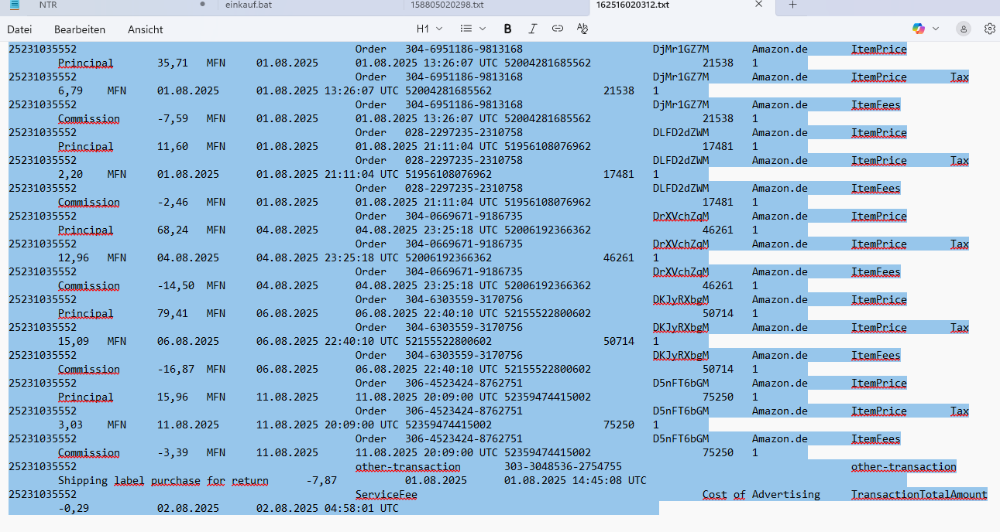 NTR einkauf.bat 158805020298.txt 162516020312.txt
Datei Bearbeiten Ansicht H1 B I
25231035552 Order 304-6951186-9813168 DjMr1GZ7M Amazon.de ItemPrice
Principal 35,71 MFN 01.08.2025 01.08.2025 13:26:07 UTC 52004281685562 21538 1
25231035552 Order 304-6951186-9813168 DjMr1GZ7M Amazon.de ItemPrice Tax
6,79 MFN 01.08.2025 01.08.2025 13:26:07 UTC 52004281685562 21538 1
25231035552 Order 304-6951186-9813168 DjMr1GZ7M Amazon.de ItemFees
Commission -7,59 MFN 01.08.2025 01.08.2025 13:26:07 UTC 52004281685562 21538 1
25231035552 Order 028-2297235-2310758 DLFD2dZWM Amazon.de ItemPrice
Principal 11,60 MFN 01.08.2025 01.08.2025 21:11:04 UTC 51956108076962 17481 1
25231035552 Order 028-2297235-2310758 DLFD2dZWM Amazon.de ItemPrice Tax
2,20 MFN 01.08.2025 01.08.2025 21:11:04 UTC 51956108076962 17481 1
25231035552 Order 028-2297235-2310758 DLFD2dZWM Amazon.de ItemFees
Commission -2,46 MFN 01.08.2025 01.08.2025 21:11:04 UTC 51956108076962 17481 1
25231035552 Order 304-0669671-9186735 DrXVchZqM Amazon.de ItemPrice
Principal 68,24 MFN 04.08.2025 04.08.2025 23:25:18 UTC 52006192366362 46261 1
25231035552 Order 304-0669671-9186735 DrXVchZqM Amazon.de ItemPrice Tax
12,96 MFN 04.08.2025 04.08.2025 23:25:18 UTC 52006192366362 46261 1
25231035552 Order 304-0669671-9186735 DrXVchZqM Amazon.de ItemFees
Commission -14,50 MFN 04.08.2025 04.08.2025 23:25:18 UTC 52006192366362 46261 1
25231035552 Order 304-6303559-3170756 DKJyRXbgM Amazon.de ItemPrice
Principal 79,41 MFN 06.08.2025 06.08.2025 22:40:10 UTC 52155522800602 50714 1
25231035552 Order 304-6303559-3170756 DKJyRXbgM Amazon.de ItemPrice Tax
15,09 MFN 06.08.2025 06.08.2025 22:40:10 UTC 52155522800602 50714 1
25231035552 Order 304-6303559-3170756 DKJyRXbgM Amazon.de ItemFees
Commission -16,87 MFN 06.08.2025 06.08.2025 22:40:10 UTC 52155522800602 50714 1
25231035552 Order 306-4523424-8762751 D5nFT6bGM Amazon.de ItemPrice
Principal 15,96 MFN 11.08.2025 11.08.2025 20:09:00 UTC 52359474415002 75250 1
25231035552 Order 306-4523424-8762751 D5nFT6bGM Amazon.de ItemPrice Tax
3,03 MFN 11.08.2025 11.08.2025 20:09:00 UTC 52359474415002 75250 1
25231035552 Order 306-4523424-8762751 D5nFT6bGM Amazon.de ItemFees
Commission -3,39 MFN 11.08.2025 11.08.2025 20:09:00 UTC 52359474415002 75250 1
25231035552 other-transaction 303-3048536-2754755 other-transaction
Shipping label purchase for return -7,87 01.08.2025 01.08.2025 14:45:08 UTC
25231035552 ServiceFee Cost of Advertising TransactionTotalAmount
-0,29 02.08.2025 02.08.2025 04:58:01 UTC